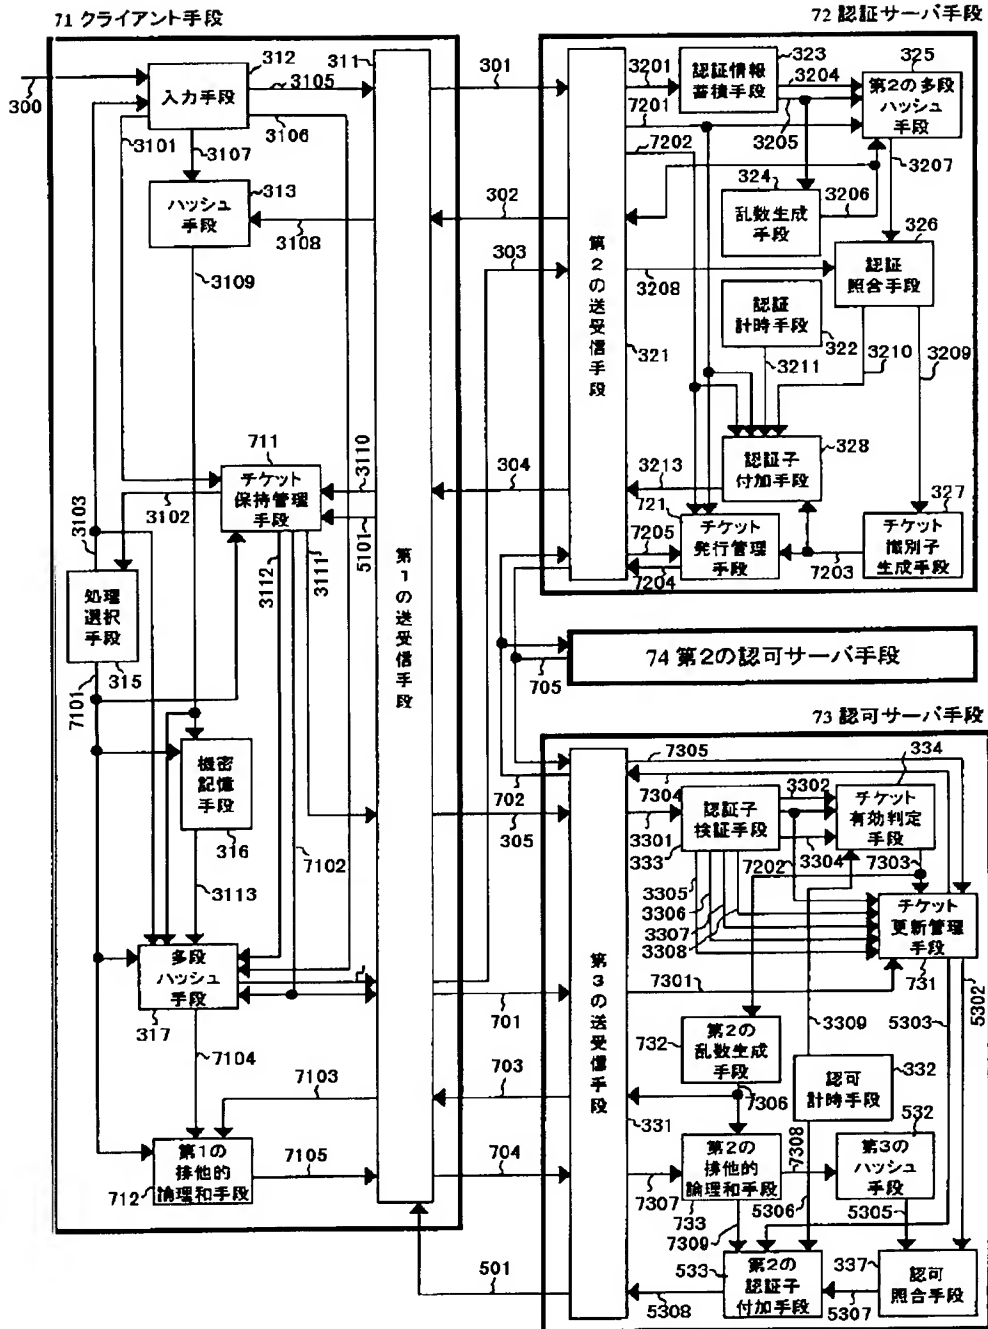 71 クライアント手段
72 認証サーバ手段
300
312
入力手段
3105
3106
3101
3107
313
ハッシュ
手段
3108
3109
311
301
302
303
304
第1の送受信手段
711
チケット
保持管理
手段
3110
5101
3111
3112
3102
3103
処理
選択
手段
315
7101
機密
記憶
手段
316
3113
7102
多段
ハッシュ
手段
317
7104
7103
第1の
排他的
論理和手段
712
7105
第2の送受信手段
321
3201
7201
7202
323
認証情報
蓄積手段
3204
3205
325
第2の多段
ハッシュ
手段
3207
324
乱数生成
手段
3206
326
認証
照合手段
3208
認証
計時手段
322
3211
3210
3209
328
認証子
付加手段
3213
721
チケット
発行管理
手段
7205
7204
7203
327
チケット
識別子
生成手段
74 第2の認可サーバ手段
705
73 認可サーバ手段
702
305
701
703
704
501
第3の送受信手段
331
7305
7304
3302
334
チケット
有効判定
手段
認証子
検証手段
3301
333
3304
7202
7303
3305
3306
3307
3308
チケット
更新管理
手段
731
7301
5302
5303
3309
732
第2の
乱数生成
手段
7306
認可
計時手段
332
532
第3の
ハッシュ
手段
第2の
排他的
論理和手段
733
7307
7308
7309
5306
5305
533
第2の
認証子
付加手段
5308
5307
337
認可
照合手段